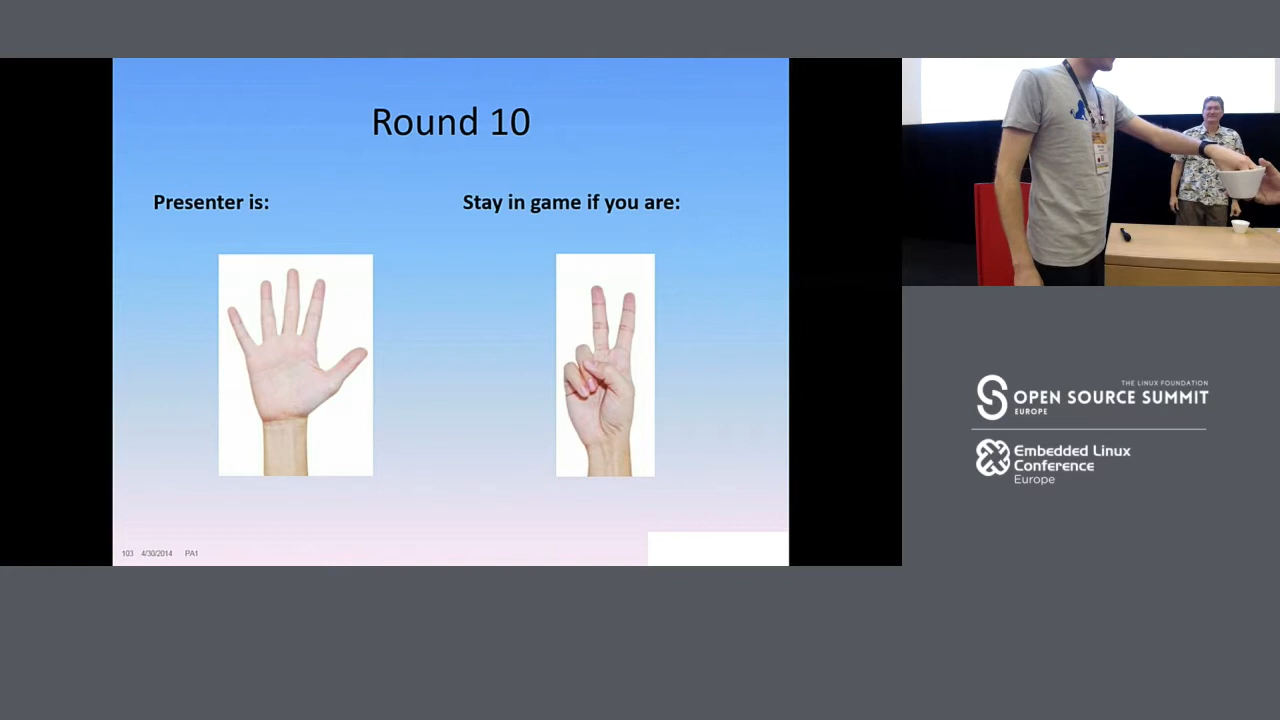 Round 10
Presenter is:
Stay in game if you are:
103 4/30/2014 PA1
THE LINUX FOUNDATION
OPEN SOURCE SUMMIT
EUROPE
Embedded Linux
Conference
Europe